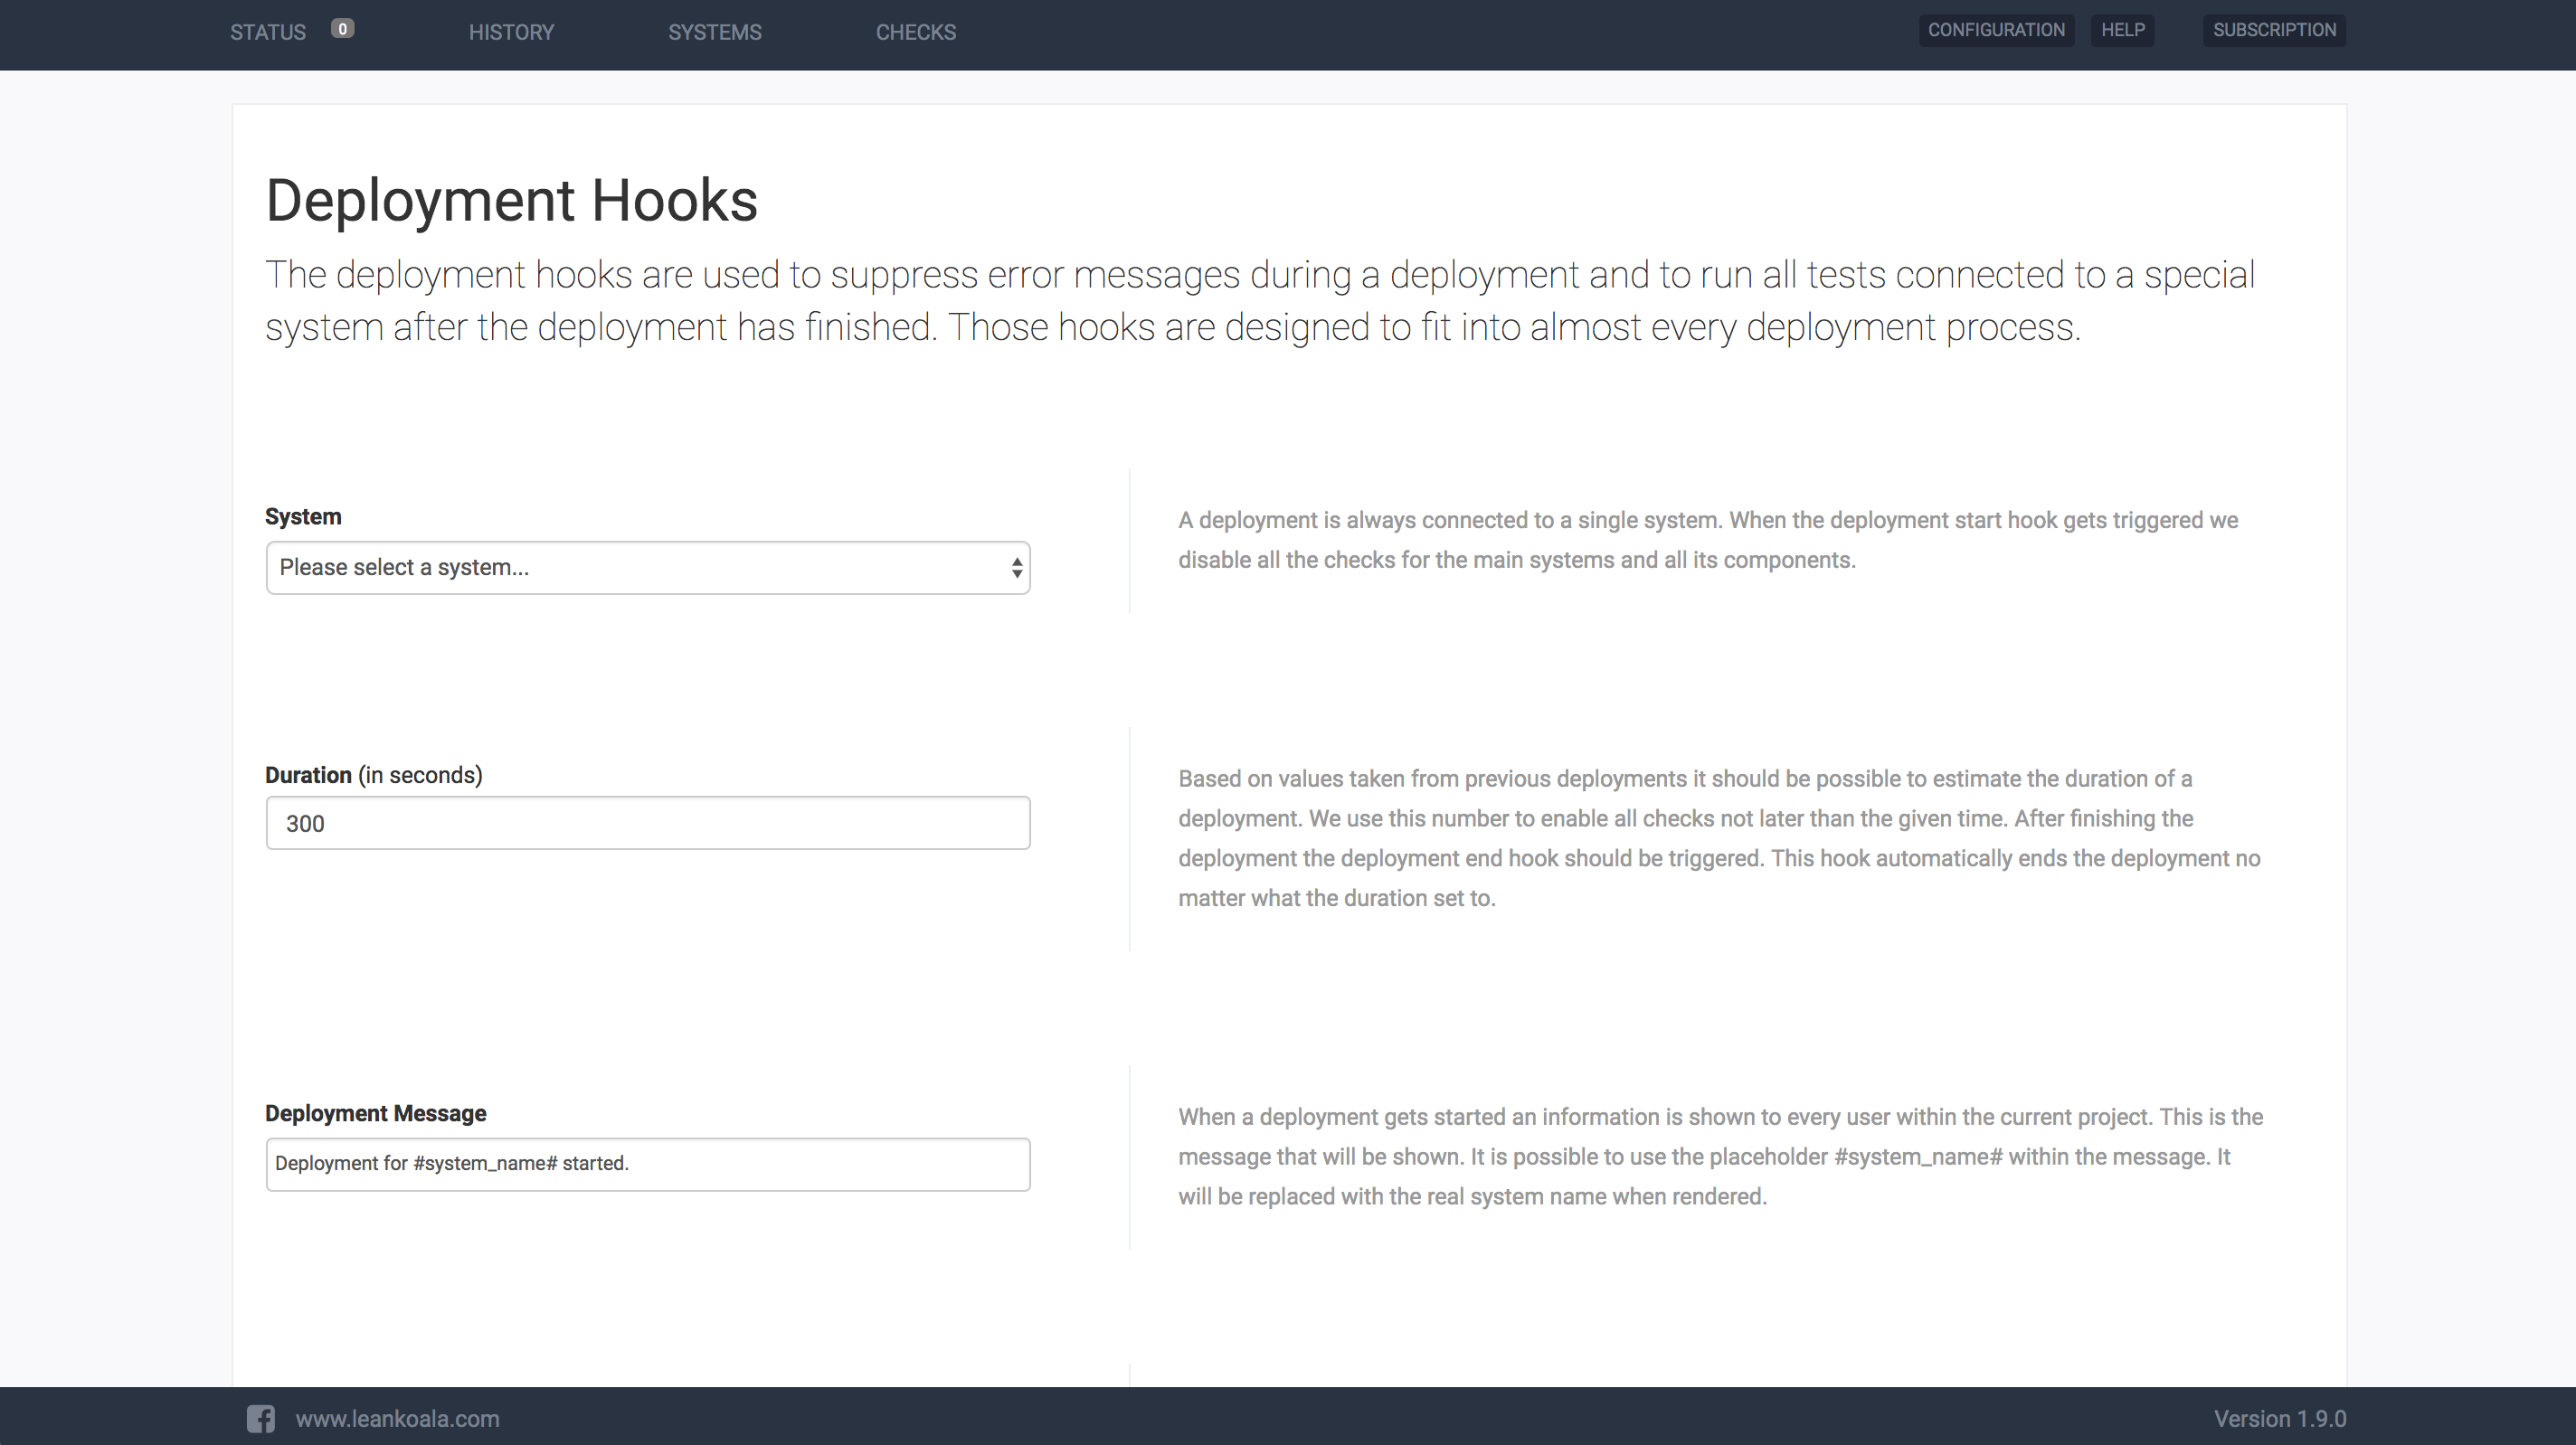 STATUS 0 HISTORY SYSTEMS CHECKS CONFIGURATION HELP SUBSCRIPTION
Deployment Hooks
The deployment hooks are used to suppress error messages during a deployment and to run all tests connected to a special
system after the deployment has finished. Those hooks are designed to fit into almost every deployment process.
System
Please select a system...
A deployment is always connected to a single system. When the deployment start hook gets triggered we
disable all the checks for the main systems and all its components.
Duration (in seconds)
300
Based on values taken from previous deployments it should be possible to estimate the duration of a
deployment. We use this number to enable all checks not later than the given time. After finishing the
deployment the deployment end hook should be triggered. This hook automatically ends the deployment no
matter what the duration set to.
Deployment Message
Deployment for #system_name# started.
When a deployment gets started an information is shown to every user within the current project. This is the
message that will be shown. It is possible to use the placeholder #system_name# within the message. It
will be replaced with the real system name when rendered.
www.leankoala.com Version 1.9.0